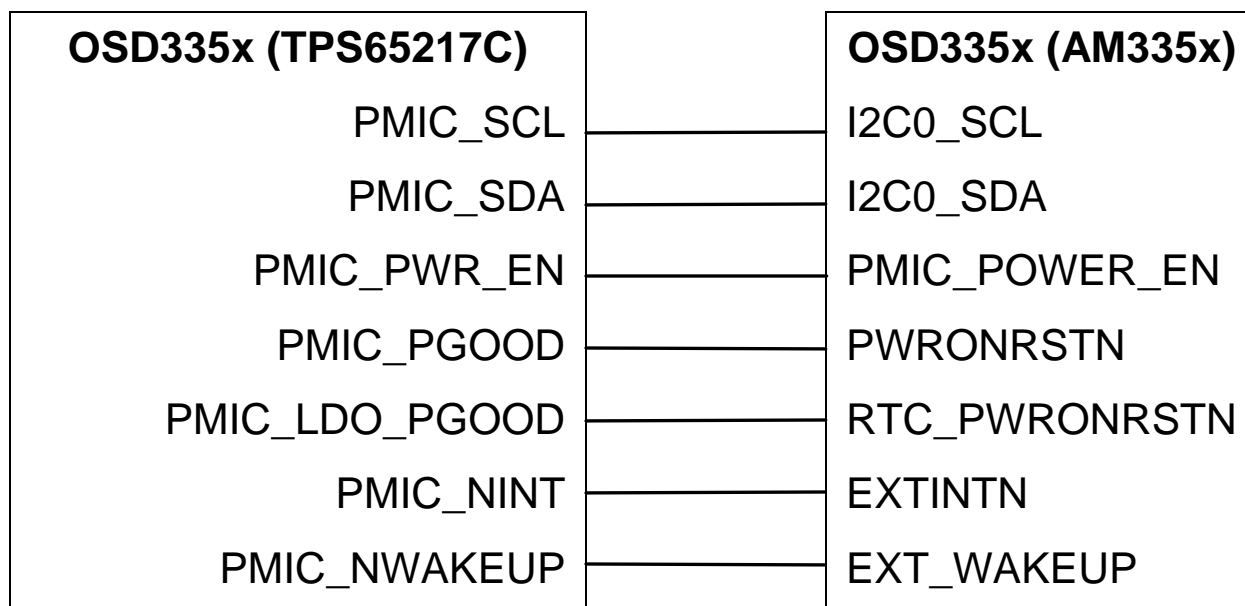 OSD335x (TPS65217C)
PMIC_SCL
PMIC_SDA
PMIC_PWR_EN
PMIC_PGOOD
PMIC_LDO_PGOOD
PMIC_NINT
PMIC_NWAKEUP
OSD335x (AM335x)
I2C0_SCL
I2C0_SDA
PMIC_POWER_EN
PWRONRSTN
RTC_PWRONRSTN
EXTINTN
EXT_WAKEUP